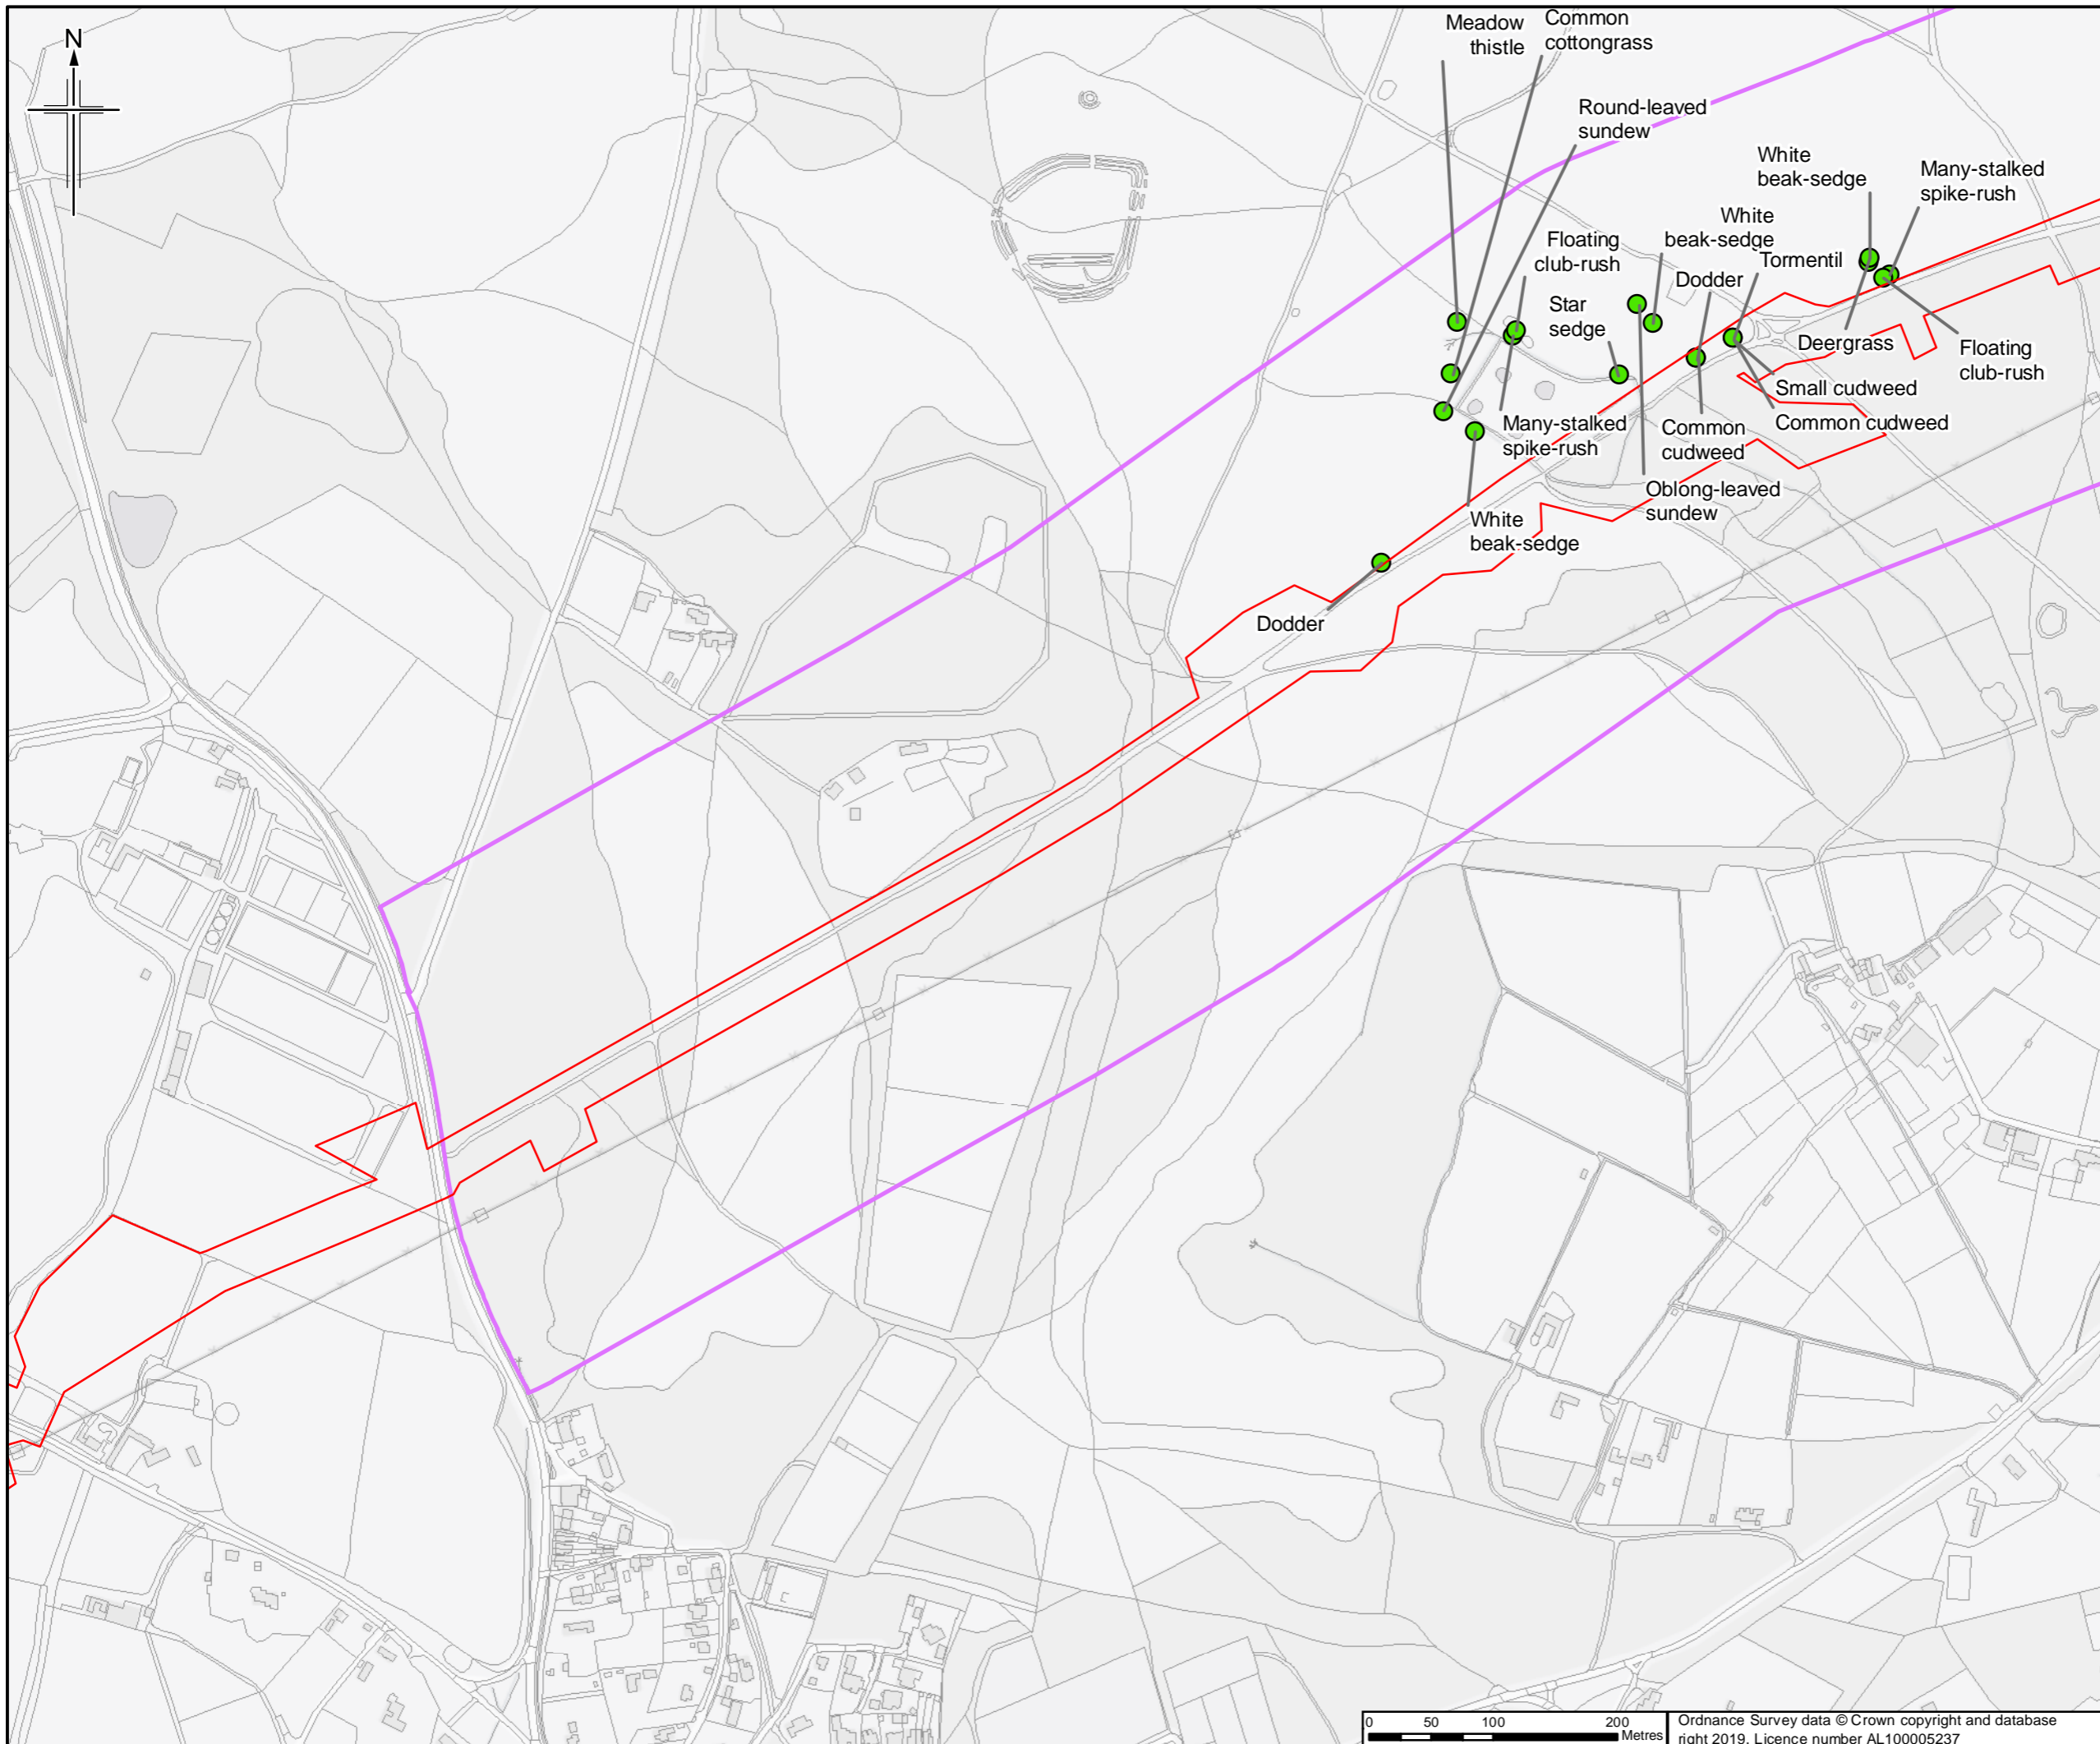 N
Meadow
thistle
Common
cottongrass
Round-leaved
sundew
White
beak-sedge
Many-stalked
spike-rush
White
beak-sedge
Tormentil
Floating
club-rush
Dodder
Star
sedge
Deergrass
Floating
club-rush
Small cudweed
Common cudweed
Many-stalked
spike-rush
Common
cudweed
Oblong-leaved
sundew
White
beak-sedge
Dodder
0 50 100 200
Metres
Ordnance Survey data © Crown copyright and database
right 2019. Licence number AL100005237